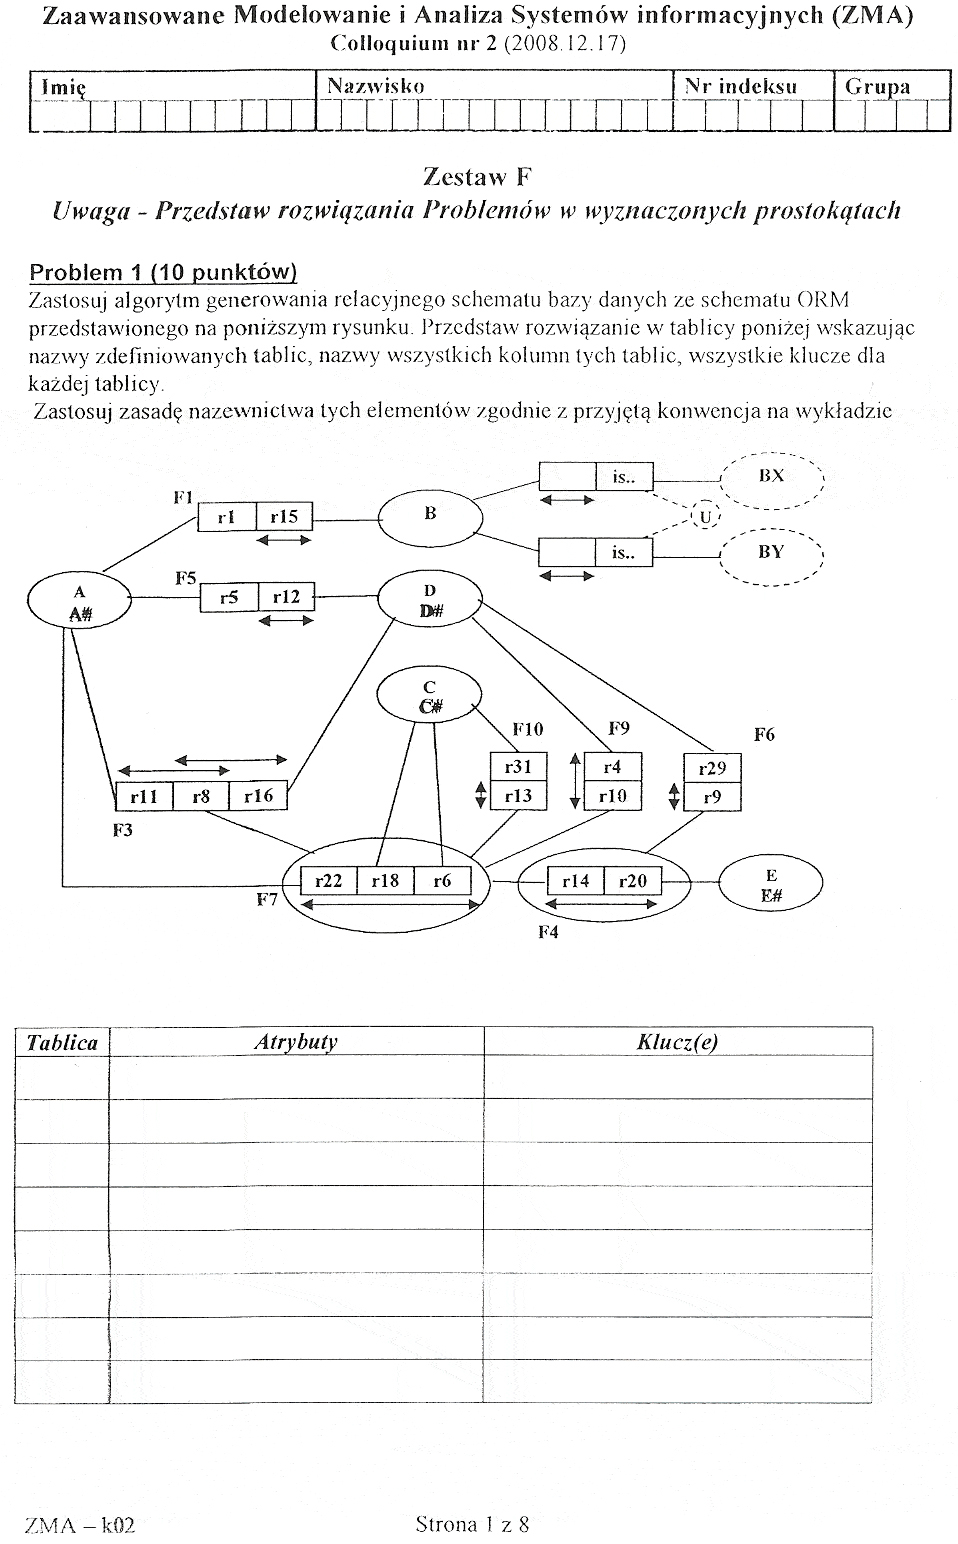 Zaawansowane Modelowanie i Analiza Systemów informacyjnych (ZMA)
Colloquium nr 2 (2008.12.17)
Imię Nazwisko Nr indeksu Grupa
Zestaw F
Uwaga - Przedstaw rozwiązania Problemów w wyznaczonych prostokątach
Problem 1 (10 punktów)
Zastosuj algorytm generowania relacyjnego schematu bazy danych ze schematu ORM
przedstawionego na poniższym rysunku. Przedstaw rozwiązanie w tablicy poniżej wskazując
nazwy zdefiniowanych tablic, nazwy wszystkich kolumn tych tablic, wszystkie klucze dla
każdej tablicy.
Zastosuj zasadę nazewnictwa tych elementów zgodnie z przyjętą konwencja na wykładzie
is.. BX
F1
r1 r15
B
U
is.. BY
A
A#
F5
r5 r12
D
D#
C
C#
F10 F9 F6
r31 r4 r29
r13 r10 r9
r11 r8 r16
F3
r22 r18 r6
F7
r14 r20
F4
E
E#
Tablica Atrybuty Klucz(e)
ZMA – k02 Strona 1 z 8